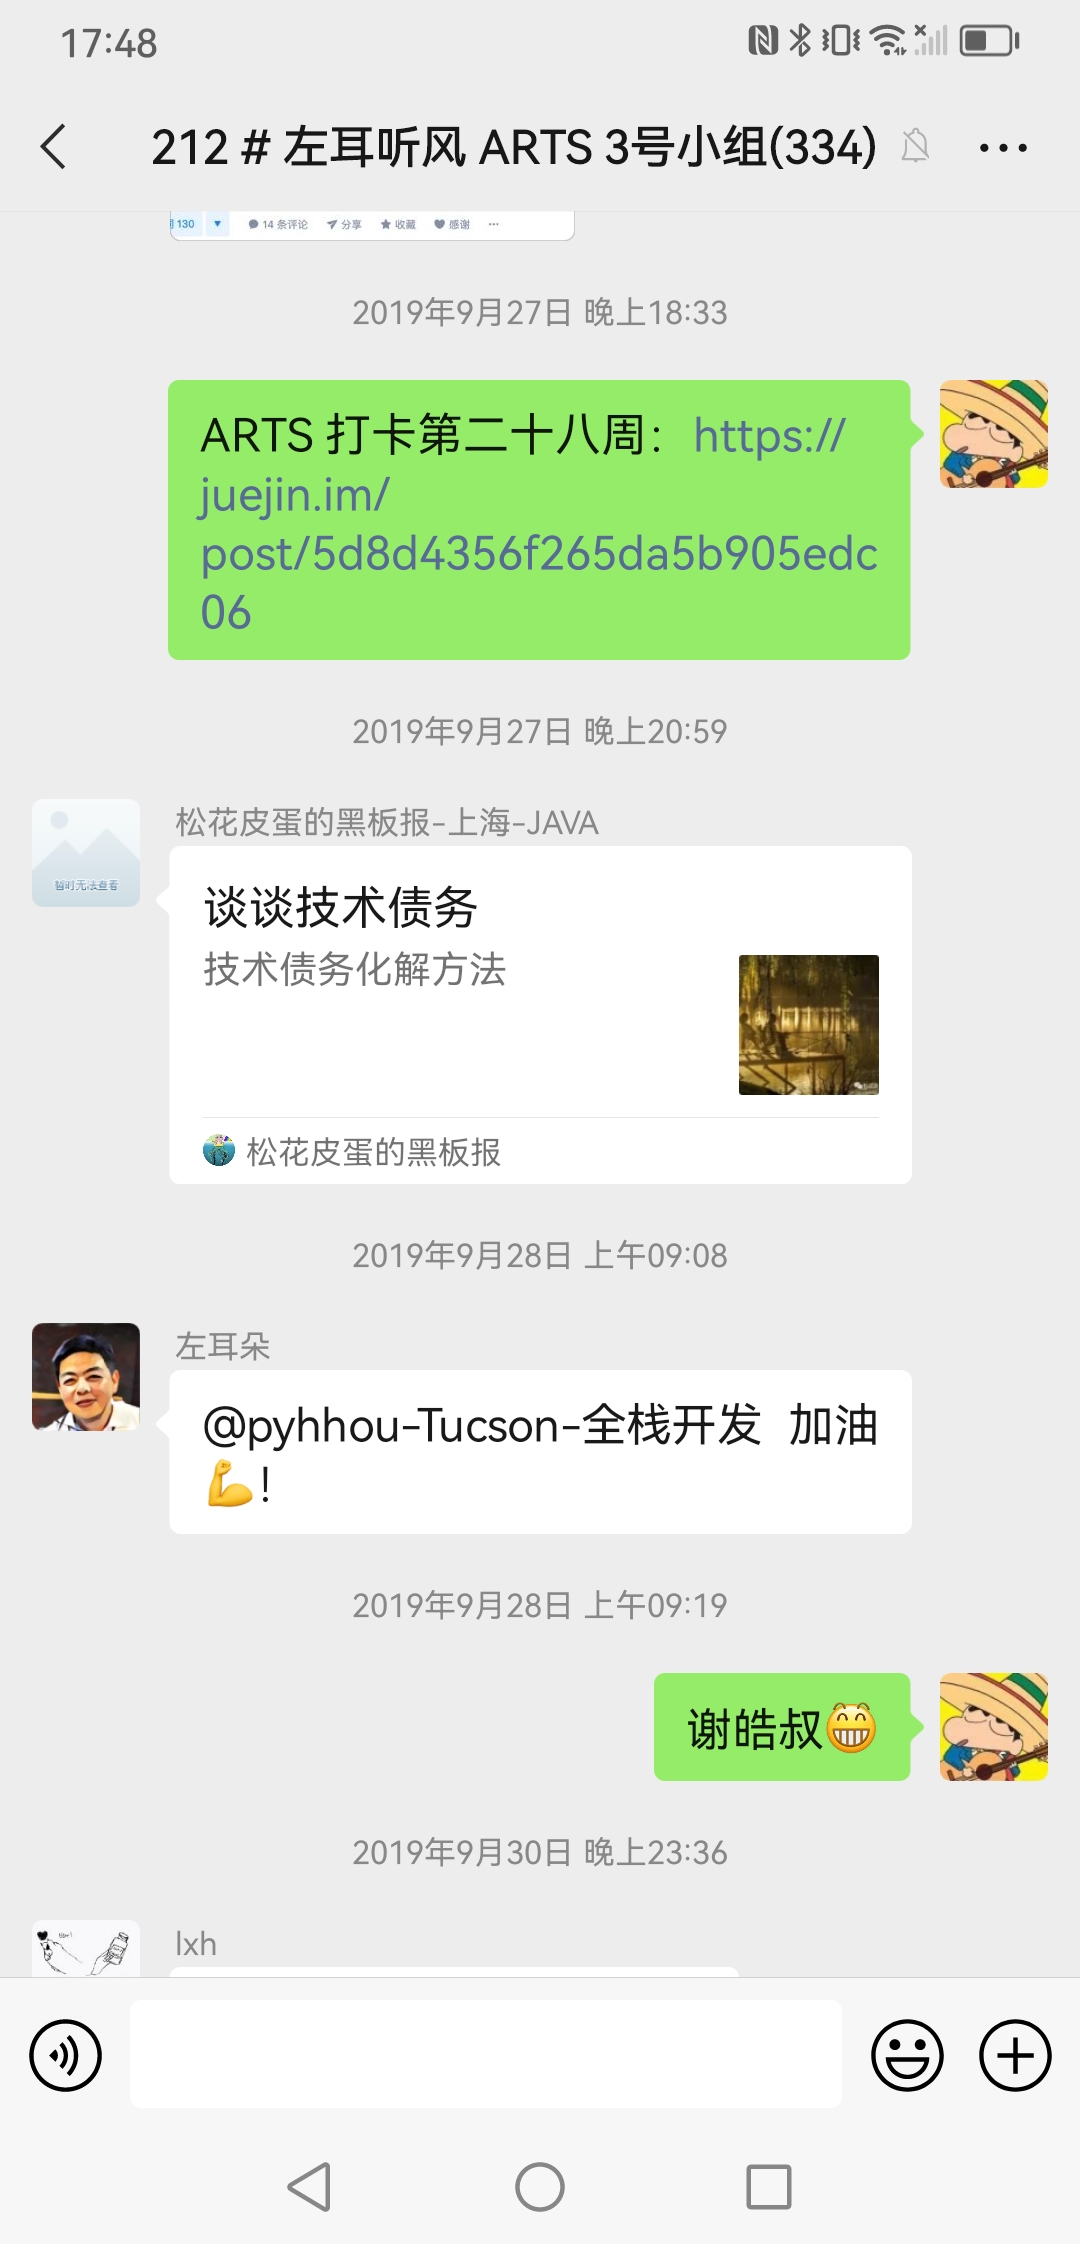 17:48
212 # 左耳听风 ARTS 3号小组(334)
130 14 条评论 分享 收藏 感谢 ···
2019年9月27日 晚上18:33
ARTS 打卡第二十八周：https://
juejin.im/
post/5d8d4356f265da5b905edc
06
2019年9月27日 晚上20:59
暂时无法查看
松花皮蛋的黑板报-上海-JAVA
谈谈技术债务
技术债务化解方法
松花皮蛋的黑板报
2019年9月28日 上午09:08
左耳朵
@pyhhou-Tucson-全栈开发 加油
💪!
2019年9月28日 上午09:19
谢皓叔😁
2019年9月30日 晚上23:36
lxh